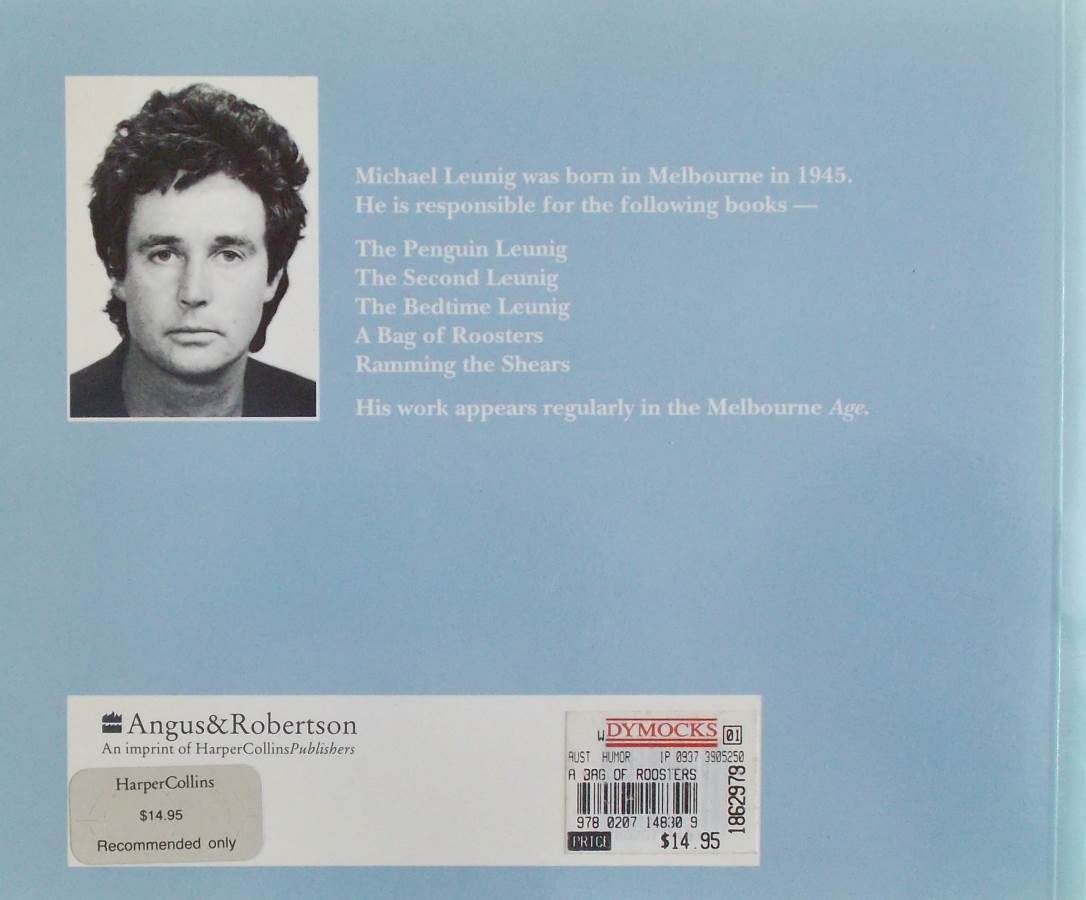 Michael Leunig was born in Melbourne in 1945.
He is responsible for the following books —
The Penguin Leunig
The Second Leunig
The Bedtime Leunig
A Bag of Roosters
Ramming the Shears
His work appears regularly in the Melbourne Age.
Angus&Robertson
An imprint of HarperCollinsPublishers
HarperCollins
$14.95
Recommended only
W DYMOCKS 01
AUST HUMOR IP 0937 3905250
A BAG OF ROOSTERS
978 0207 14830 9
PRICE $14.95
1862979